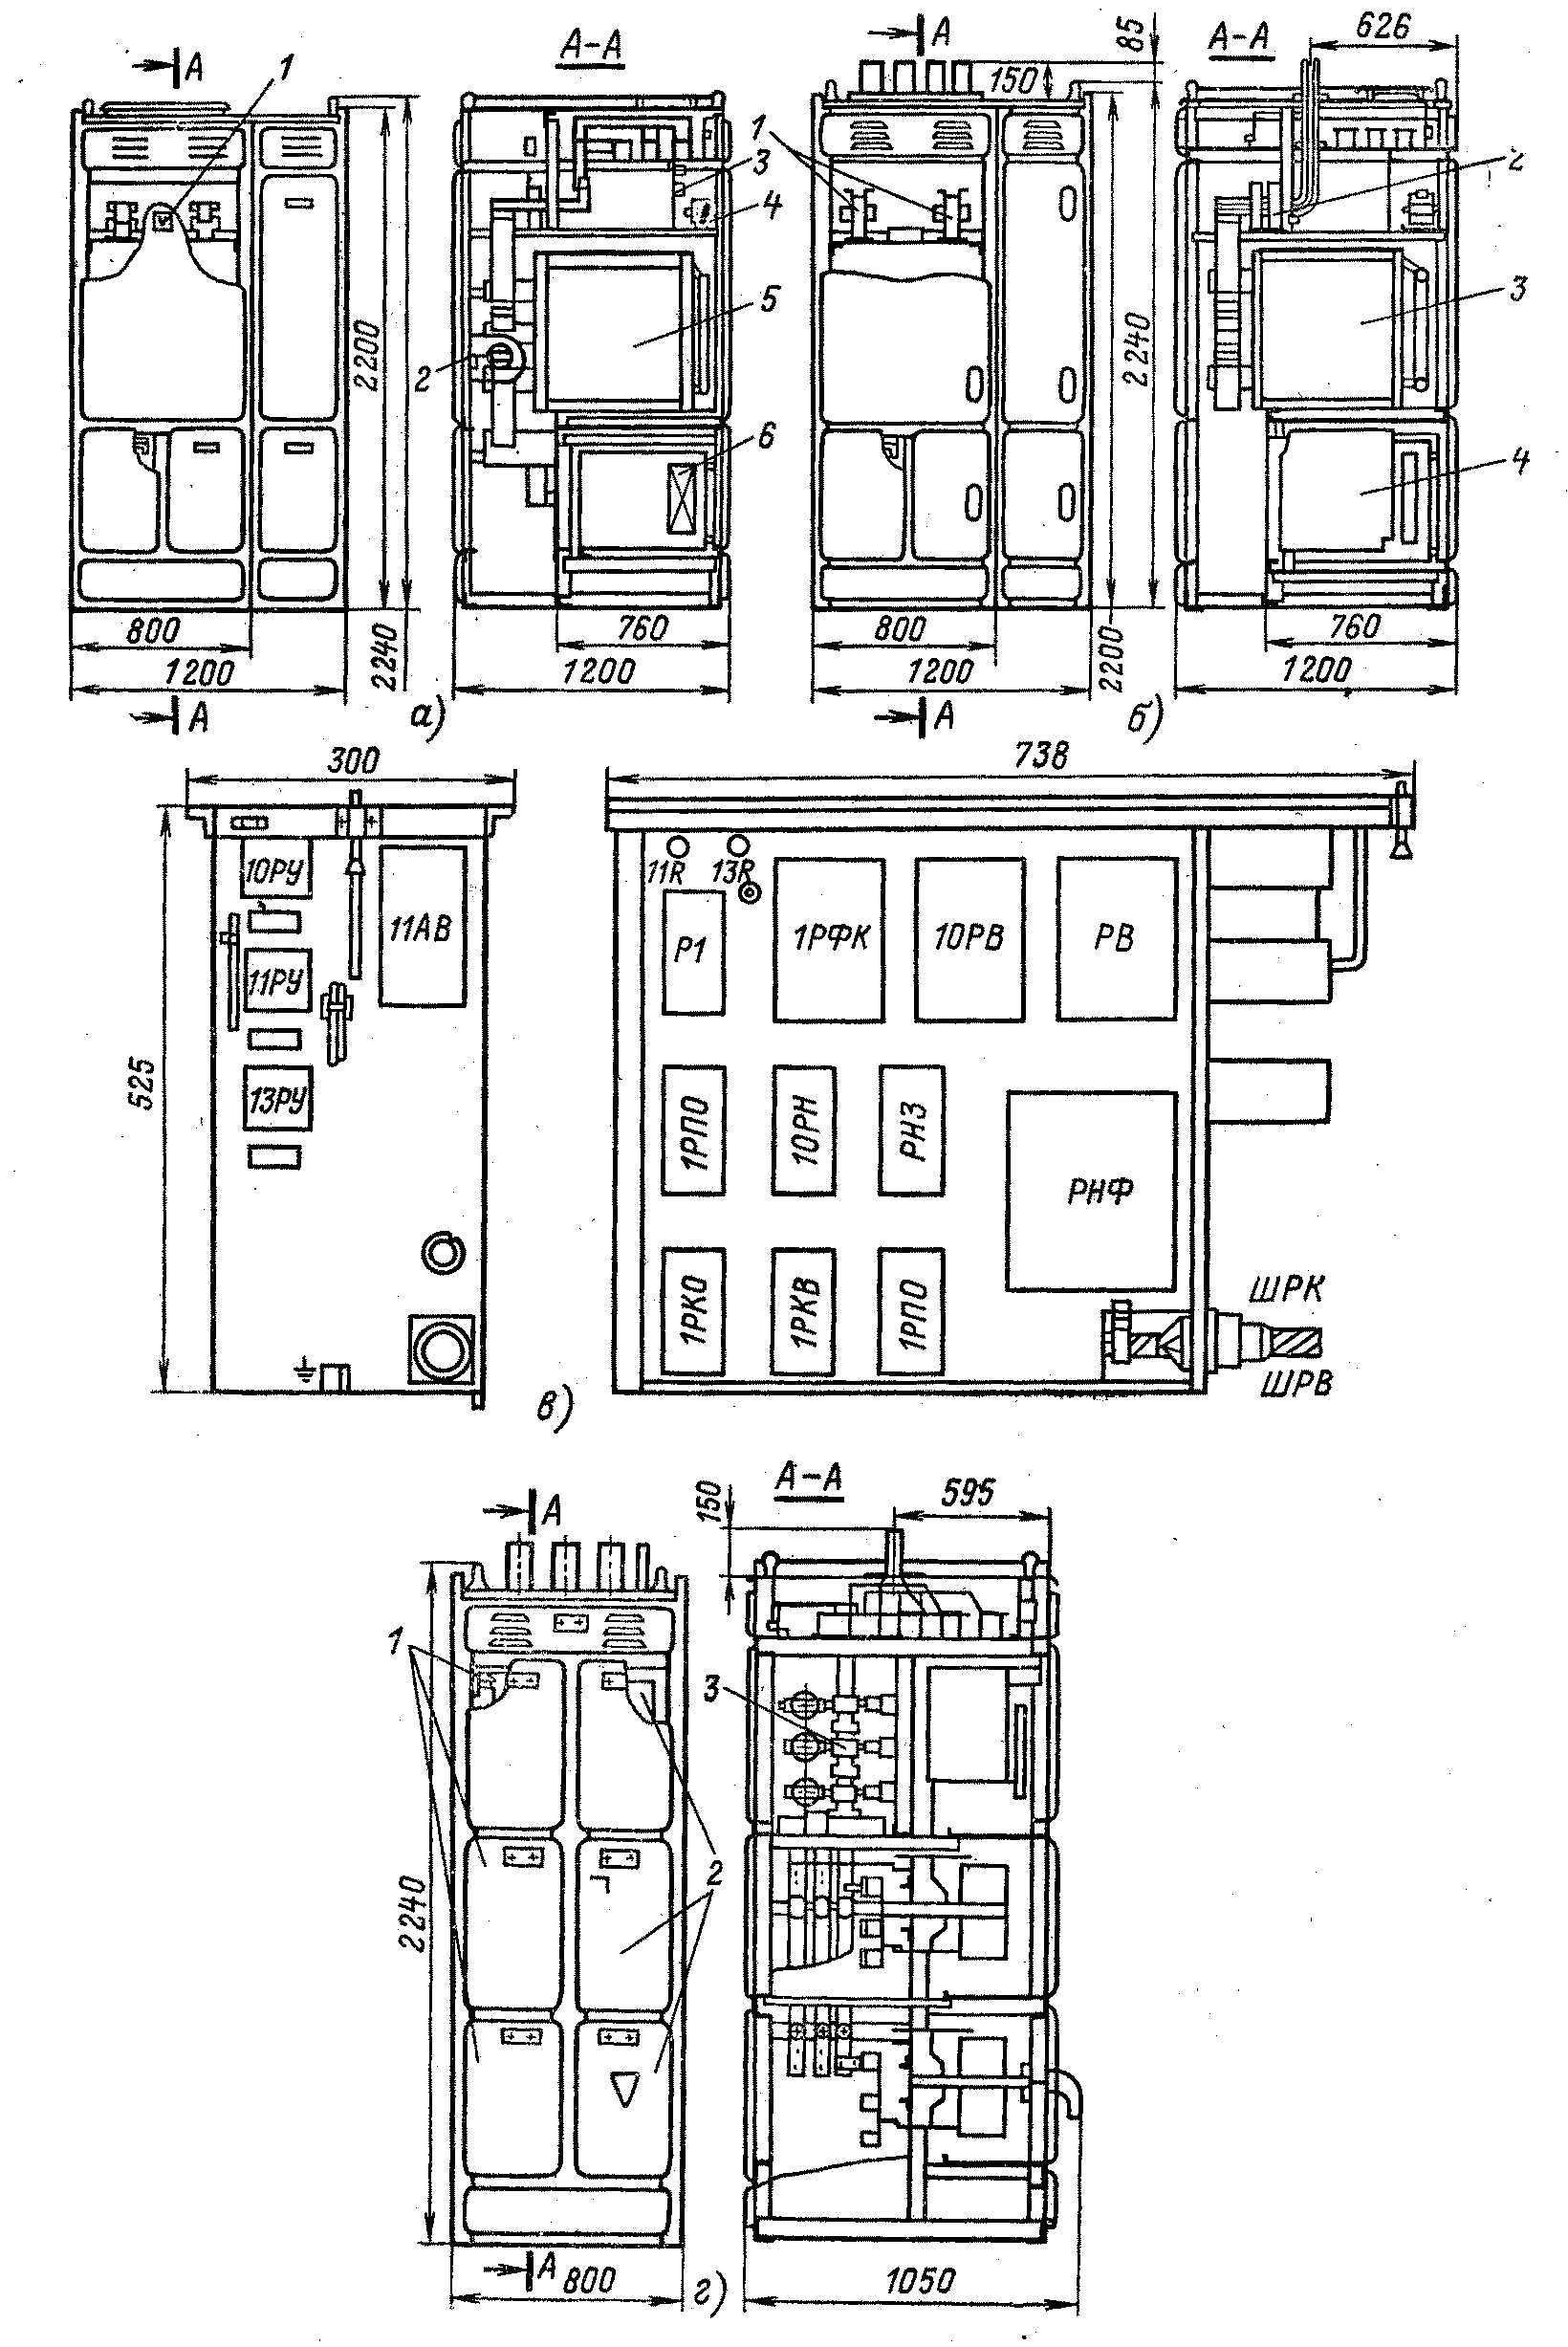 А
1
А-А
3
4
5
2
6
2200
2240
800
1200
А
760
1200
а)
А
85
150
1
А-А
626
2
3
4
2240
2200
800
1200
А
760
1200
б)
300
525
10РУ
11АВ
11РУ
13РУ
738
11R
13R
Р1
1РФК
10РВ
РВ
1РПО
10РН
РНЗ
РНФ
1РКО
1РКВ
1РПО
ШРК
ШРВ
в)
А
150
А-А
595
1
2
3
2240
А
800
г)
1050